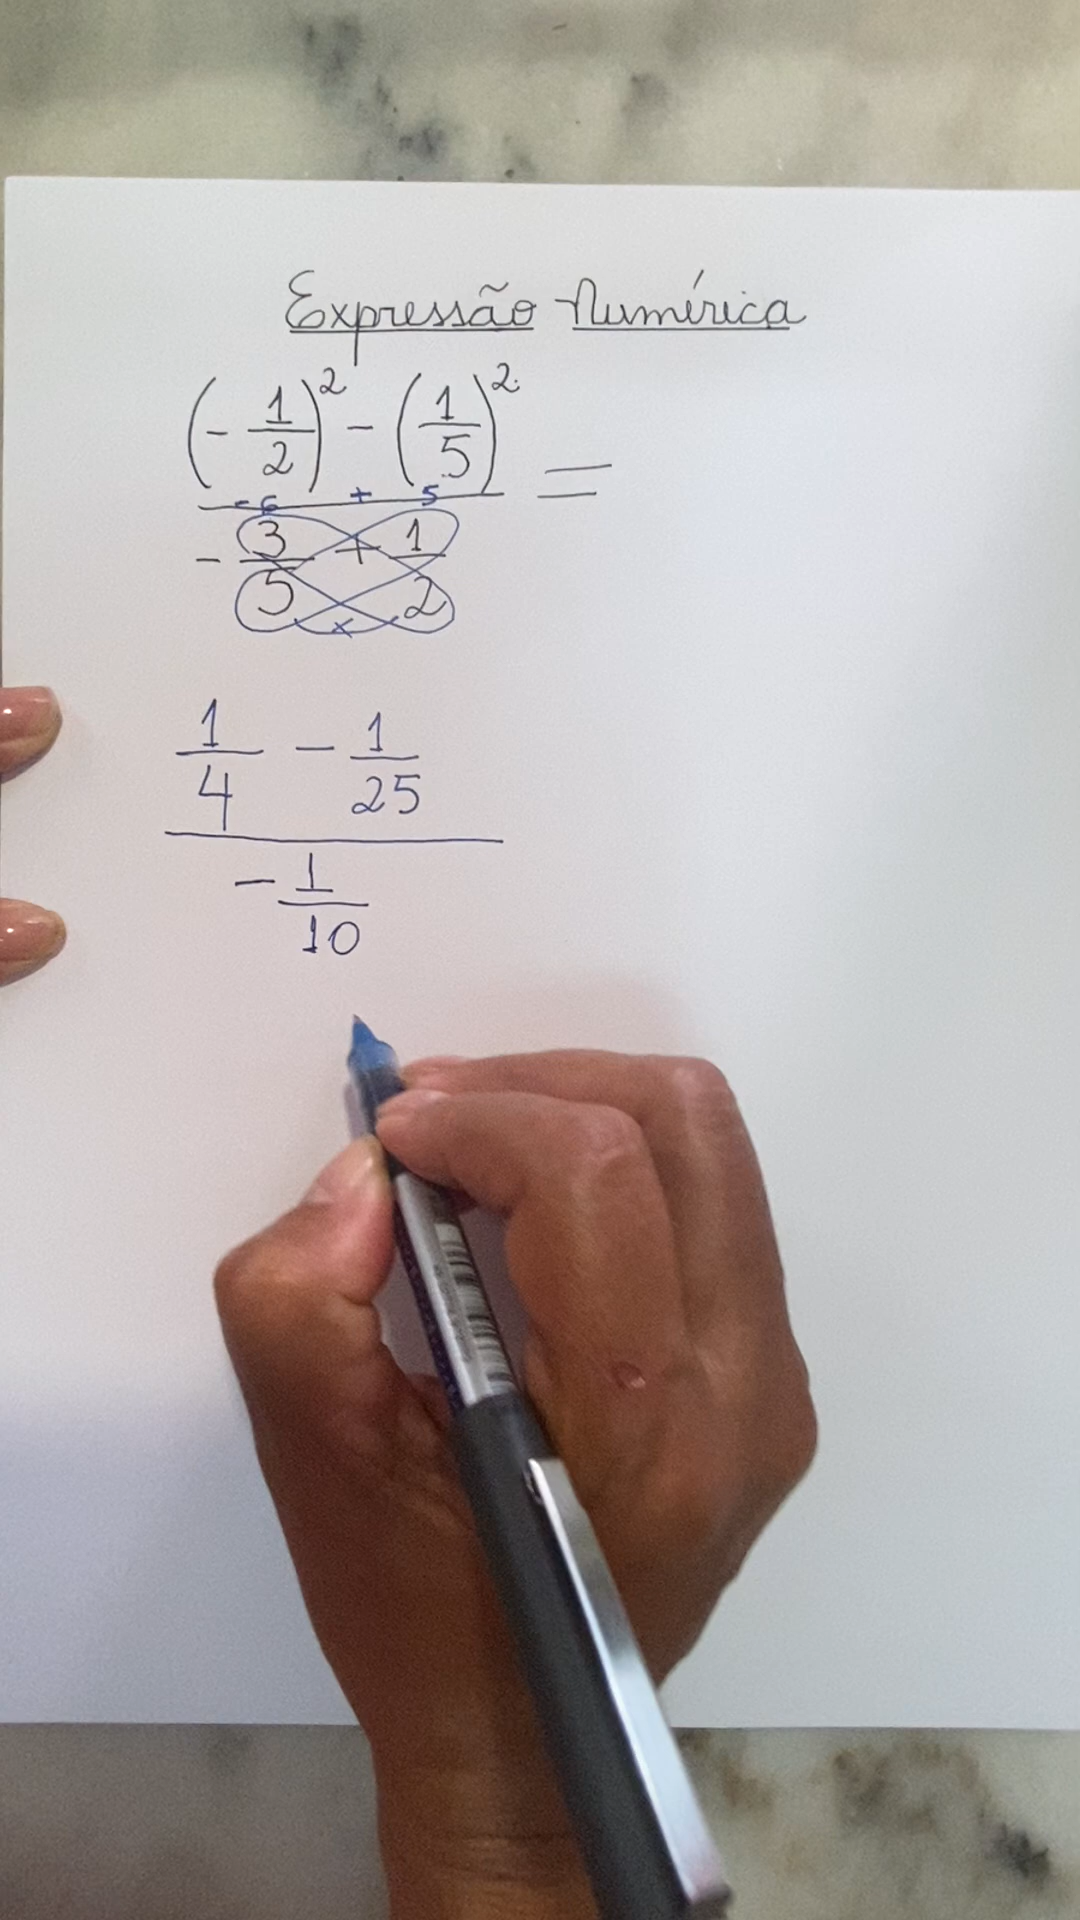 Expressão Numérica
(- 1/2)² - (1/5)² =
- 6 + 5
- 3/5 + 1/2
x
1/4 - 1/25
- 1/10